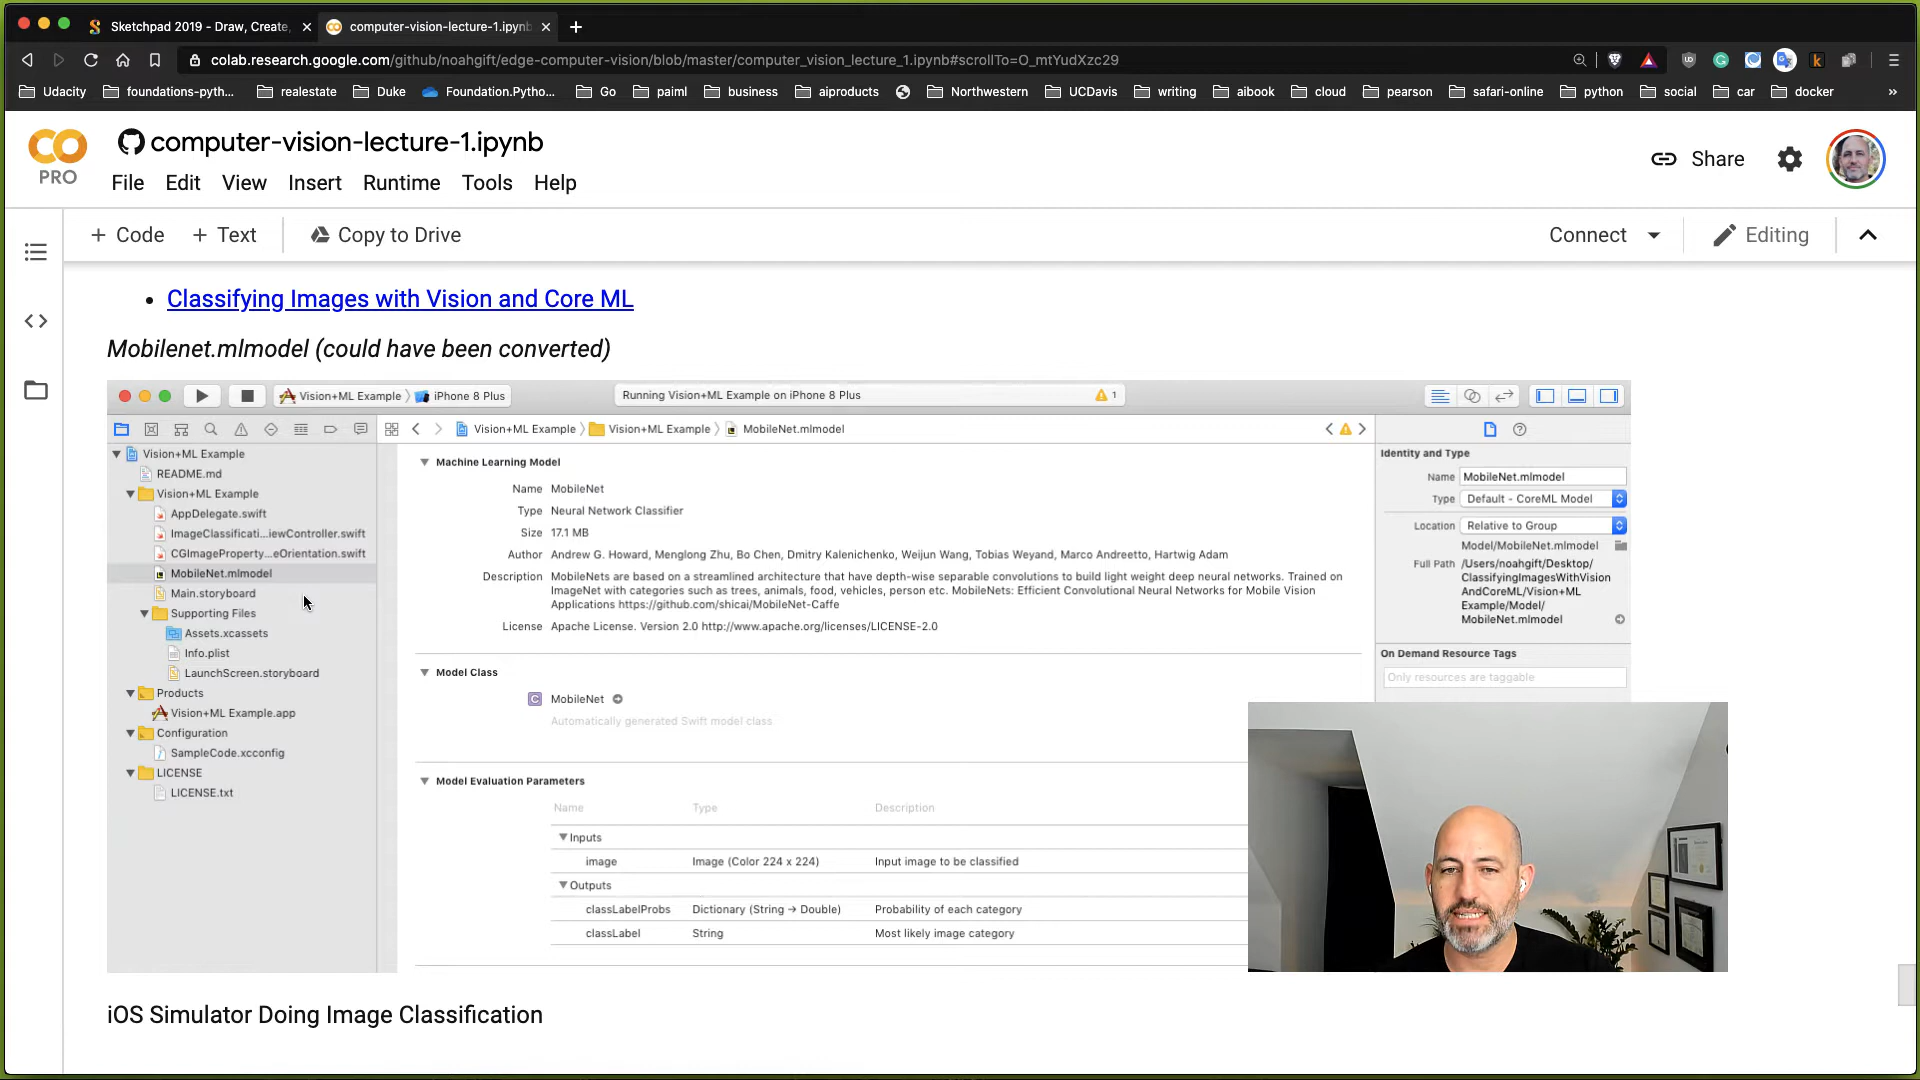 Sketchpad 2019 - Draw, Create,
computer-vision-lecture-1.ipynb
colab.research.google.com/github/noahgift/edge-computer-vision/blob/master/computer_vision_lecture_1.ipynb#scrollTo=O_mtYudXzc29
Udacity foundations-pyth... realestate Duke Foundation.Pytho... Go paiml business aiproducts Northwestern UCDavis writing aibook cloud pearson safari-online python social car docker »
CO PRO
computer-vision-lecture-1.ipynb
Share
File Edit View Insert Runtime Tools Help
+ Code + Text Copy to Drive Connect Editing
• Classifying Images with Vision and Core ML
Mobilenet.mlmodel (could have been converted)
Vision+ML Example iPhone 8 Plus Running Vision+ML Example on iPhone 8 Plus 1
Vision+ML Example Vision+ML Example MobileNet.mlmodel
Vision+ML Example
README.md
Vision+ML Example
AppDelegate.swift
ImageClassificati...iewController.swift
CGImageProperty...eOrientation.swift
MobileNet.mlmodel
Main.storyboard
Supporting Files
Assets.xcassets
Info.plist
LaunchScreen.storyboard
Products
Vision+ML Example.app
Configuration
SampleCode.xcconfig
LICENSE
LICENSE.txt
Machine Learning Model
Name MobileNet
Type Neural Network Classifier
Size 17.1 MB
Author Andrew G. Howard, Menglong Zhu, Bo Chen, Dmitry Kalenichenko, Weijun Wang, Tobias Weyand, Marco Andreetto, Hartwig Adam
Description MobileNets are based on a streamlined architecture that have depth-wise separable convolutions to build light weight deep neural networks. Trained on
ImageNet with categories such as trees, animals, food, vehicles, person etc. MobileNets: Efficient Convolutional Neural Networks for Mobile Vision
Applications https://github.com/shicai/MobileNet-Caffe
License Apache License. Version 2.0 http://www.apache.org/licenses/LICENSE-2.0
Model Class
C MobileNet
Automatically generated Swift model class
Model Evaluation Parameters
Name Type Description
Inputs
image Image (Color 224 x 224) Input image to be classified
Outputs
classLabelProbs Dictionary (String → Double) Probability of each category
classLabel String Most likely image category
Identity and Type
Name MobileNet.mlmodel
Type Default - CoreML Model
Location Relative to Group
Model/MobileNet.mlmodel
Full Path /Users/noahgift/Desktop/
ClassifyingImagesWithVision
AndCoreML/Vision+ML
Example/Model/
MobileNet.mlmodel
On Demand Resource Tags
Only resources are taggable
iOS Simulator Doing Image Classification